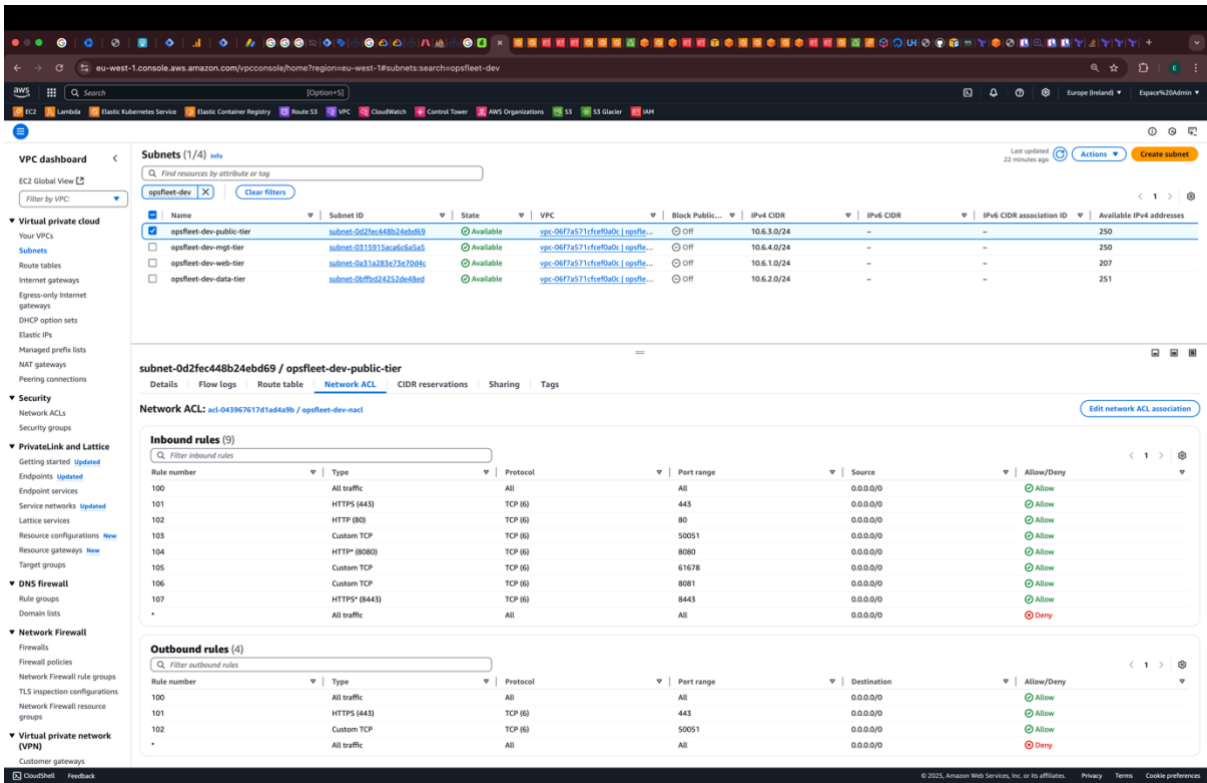 eu-west-1.console.aws.amazon.com/vpcconsole/home?region=eu-west-1#subnets:search=opsfleet-dev
aws Search [Option+S] Europe (Ireland) Espace%20Admin
EC2 Lambda Elastic Kubernetes Service Elastic Container Registry Route 53 VPC CloudWatch Control Tower AWS Organizations S3 S3 Glacier IAM
VPC dashboard
EC2 Global View
Filter by VPC:
Virtual private cloud
Your VPCs
Subnets
Route tables
Internet gateways
Egress-only Internet gateways
DHCP option sets
Elastic IPs
Managed prefix lists
NAT gateways
Peering connections
Security
Network ACLs
Security groups
PrivateLink and Lattice
Getting started Updated
Endpoints Updated
Endpoint services
Service networks Updated
Lattice services
Resource configurations New
Resource gateways New
Target groups
DNS firewall
Rule groups
Domain lists
Network Firewall
Firewalls
Firewall policies
Network Firewall rule groups
TLS inspection configurations
Network Firewall resource groups
Virtual private network (VPN)
Customer gateways
Subnets (1/4) Info
Last updated 22 minutes ago
Actions
Create subnet
Find resources by attribute or tag
opsfleet-dev Clear filters
1
Name Subnet ID State VPC Block Public... IPv4 CIDR IPv6 CIDR IPv6 CIDR association ID Available IPv4 addresses
opsfleet-dev-public-tier subnet-0d2fec448b24ebd69 Available vpc-06f7a571cfcef0a0c | opsfle... Off 10.6.3.0/24 – – 250
opsfleet-dev-mgt-tier subnet-0315915aca6c6a5a5 Available vpc-06f7a571cfcef0a0c | opsfle... Off 10.6.4.0/24 – – 250
opsfleet-dev-web-tier subnet-0a31a283e73e70d4c Available vpc-06f7a571cfcef0a0c | opsfle... Off 10.6.1.0/24 – – 207
opsfleet-dev-data-tier subnet-0bffbd24252de48ed Available vpc-06f7a571cfcef0a0c | opsfle... Off 10.6.2.0/24 – – 251
subnet-0d2fec448b24ebd69 / opsfleet-dev-public-tier
Details Flow logs Route table Network ACL CIDR reservations Sharing Tags
Network ACL: acl-043967617d1ad4a9b / opsfleet-dev-nacl
Edit network ACL association
Inbound rules (9)
Filter inbound rules
1
Rule number Type Protocol Port range Source Allow/Deny
100 All traffic All All 0.0.0.0/0 Allow
101 HTTPS (443) TCP (6) 443 0.0.0.0/0 Allow
102 HTTP (80) TCP (6) 80 0.0.0.0/0 Allow
103 Custom TCP TCP (6) 50051 0.0.0.0/0 Allow
104 HTTP* (8080) TCP (6) 8080 0.0.0.0/0 Allow
105 Custom TCP TCP (6) 61678 0.0.0.0/0 Allow
106 Custom TCP TCP (6) 8081 0.0.0.0/0 Allow
107 HTTPS* (8443) TCP (6) 8443 0.0.0.0/0 Allow
* All traffic All All 0.0.0.0/0 Deny
Outbound rules (4)
Filter outbound rules
1
Rule number Type Protocol Port range Destination Allow/Deny
100 All traffic All All 0.0.0.0/0 Allow
101 HTTPS (443) TCP (6) 443 0.0.0.0/0 Allow
102 Custom TCP TCP (6) 50051 0.0.0.0/0 Allow
* All traffic All All 0.0.0.0/0 Deny
CloudShell Feedback
© 2025, Amazon Web Services, Inc. or its affiliates. Privacy Terms Cookie preferences